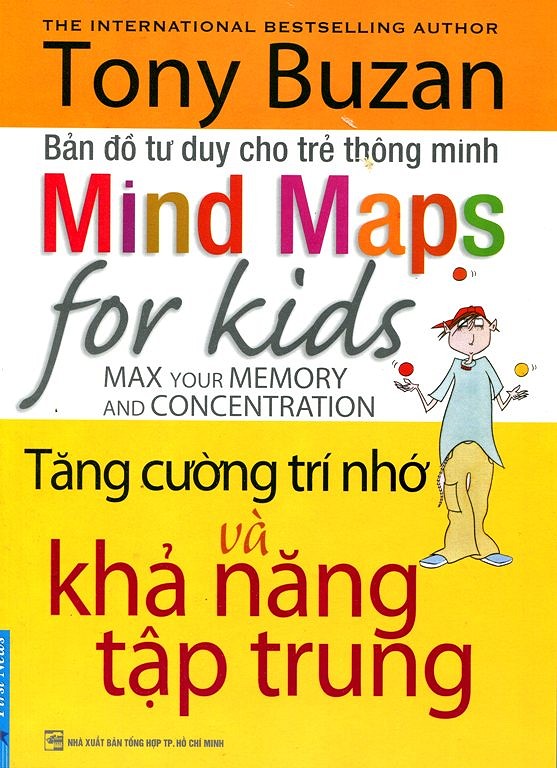 THE INTERNATIONAL BESTSELLING AUTHOR
Tony Buzan
Bản đồ tư duy cho trẻ thông minh
Mind Maps
for kids
MAX YOUR MEMORY
AND CONCENTRATION
Tăng cường trí nhớ
và
khả năng
tập trung
First News
NHÀ XUẤT BẢN TỔNG HỢP TP. HỒ CHÍ MINH